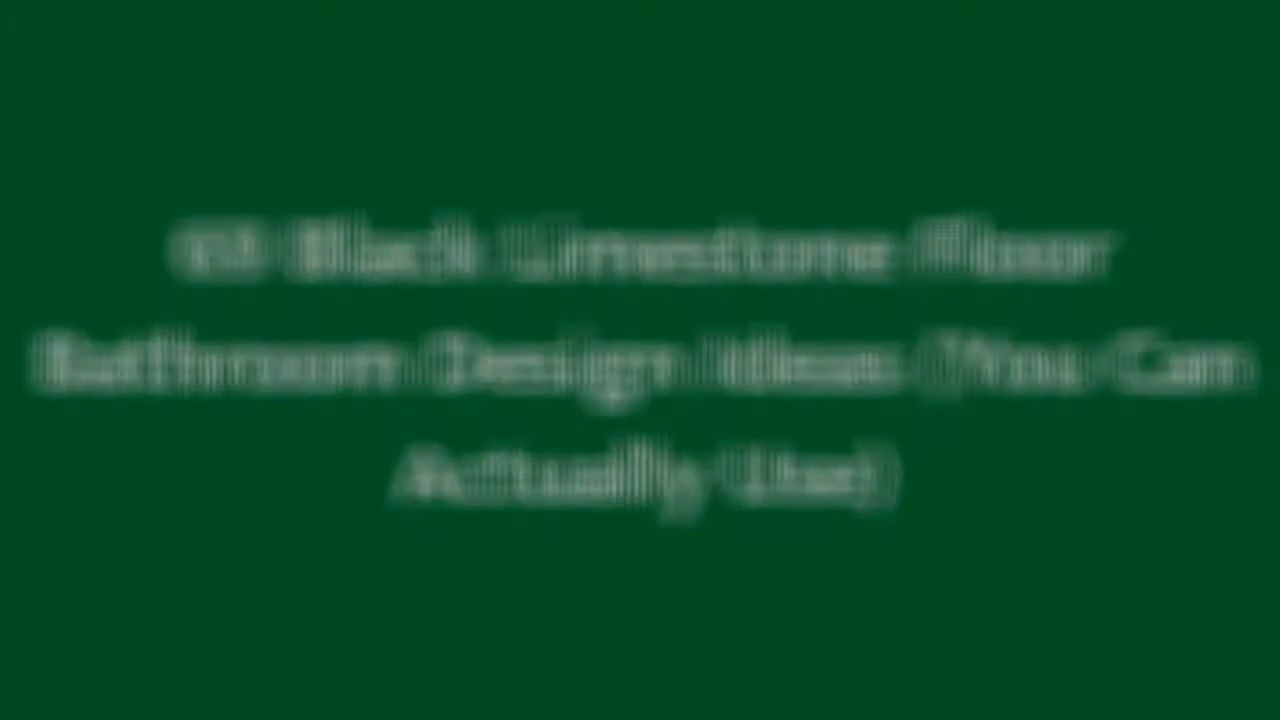 Black Limestone Floor
Bathroom Design Ideas (You Can
Actually Use)